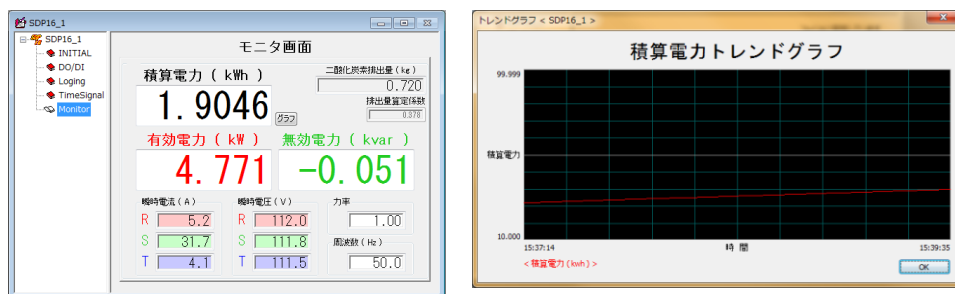 SDP16_1
SDP16_1
INITIAL
DO/DI
Loging
TimeSignal
Monitor
モニタ画面
積算電力 ( kWh )
1.9046
グラフ
二酸化炭素排出量 ( kg )
0.720
排出量算定係数
0.378
有効電力 ( kW )
4.771
無効電力 ( kvar )
-0.051
瞬時電流 ( A )
R 5.2
S 31.7
T 4.1
瞬時電圧 ( V )
R 112.0
S 111.8
T 111.5
力率
1.00
周波数 ( Hz )
50.0
トレンドグラフ < SDP16_1 >
積算電力トレンドグラフ
99.999
積算電力
10.000
15:37:14
時 間
15:39:35
< 積算電力 ( kwh ) >
OK